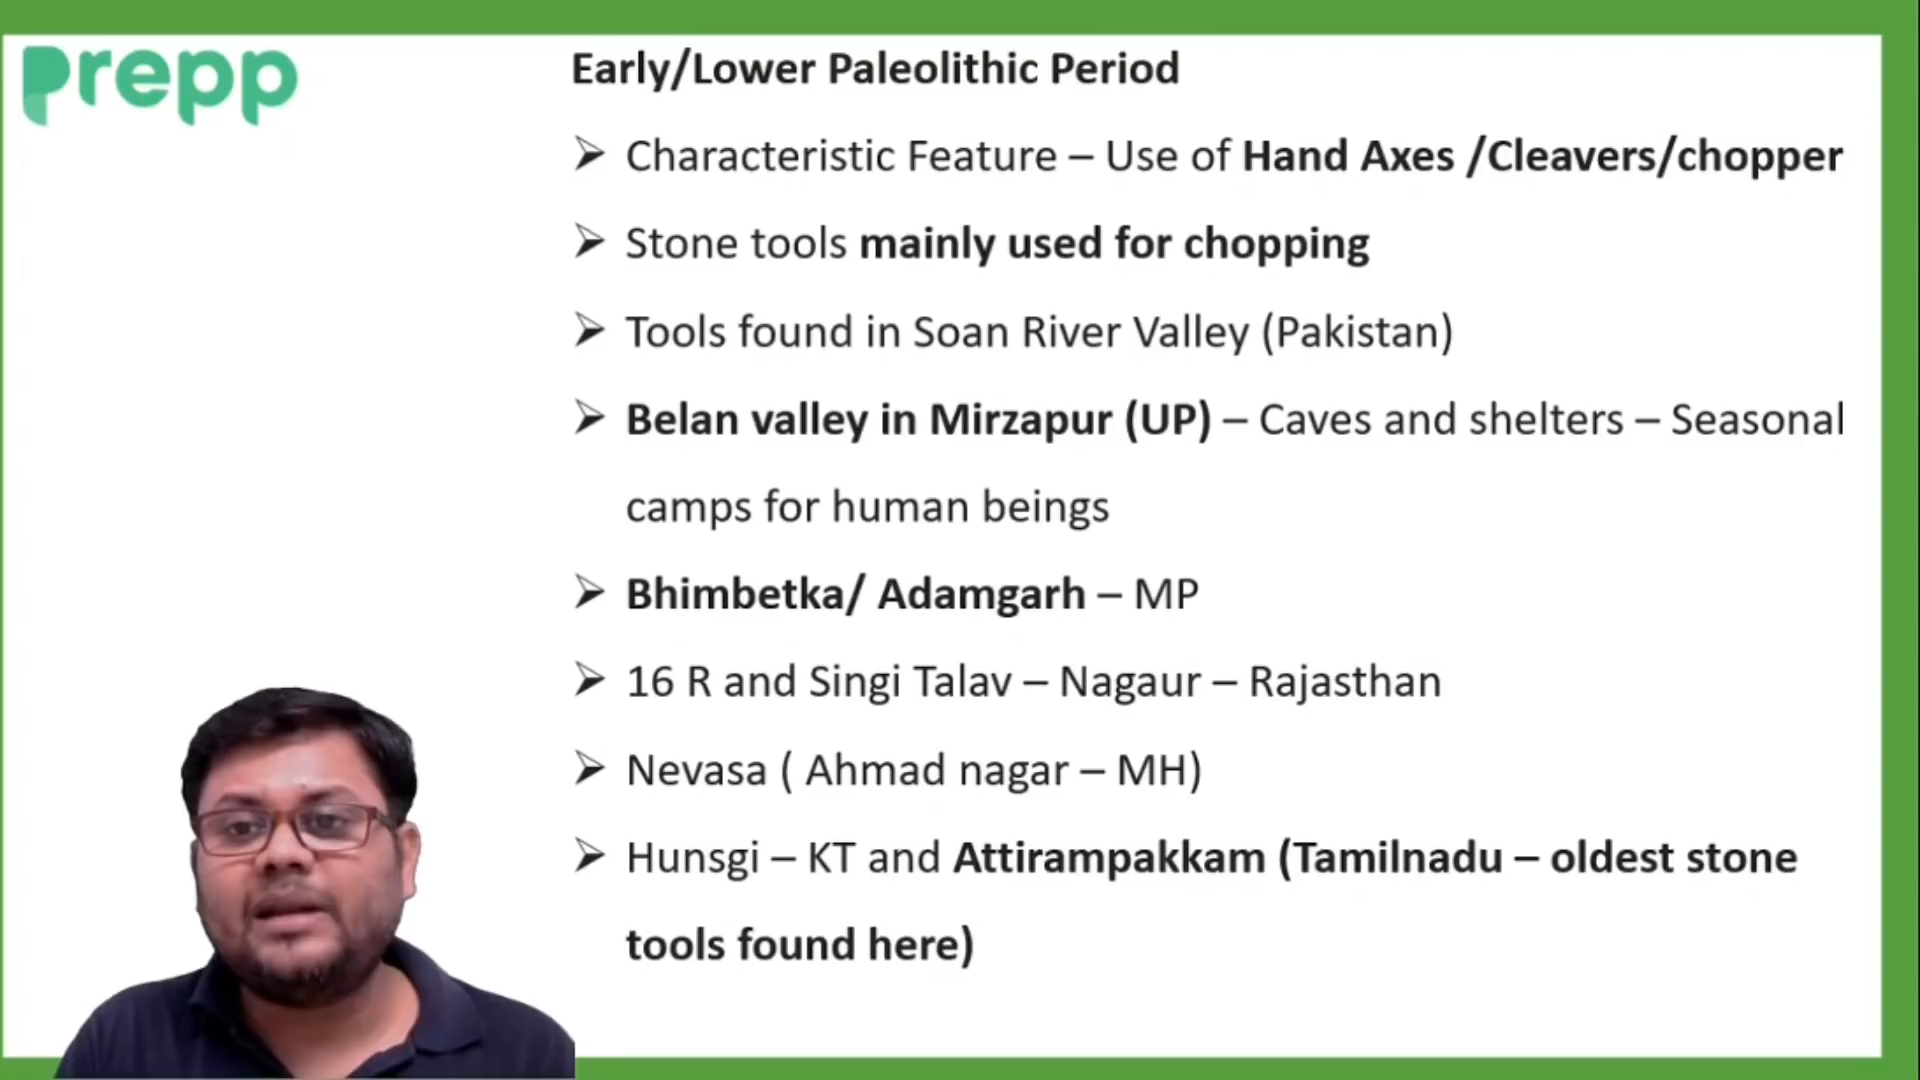 prepp
Early/Lower Paleolithic Period
➢ Characteristic Feature – Use of Hand Axes /Cleavers/chopper
➢ Stone tools mainly used for chopping
➢ Tools found in Soan River Valley (Pakistan)
➢ Belan valley in Mirzapur (UP) – Caves and shelters – Seasonal
camps for human beings
➢ Bhimbetka/ Adamgarh – MP
➢ 16 R and Singi Talav – Nagaur – Rajasthan
➢ Nevasa ( Ahmad nagar – MH)
➢ Hunsgi – KT and Attirampakkam (Tamilnadu – oldest stone
tools found here)